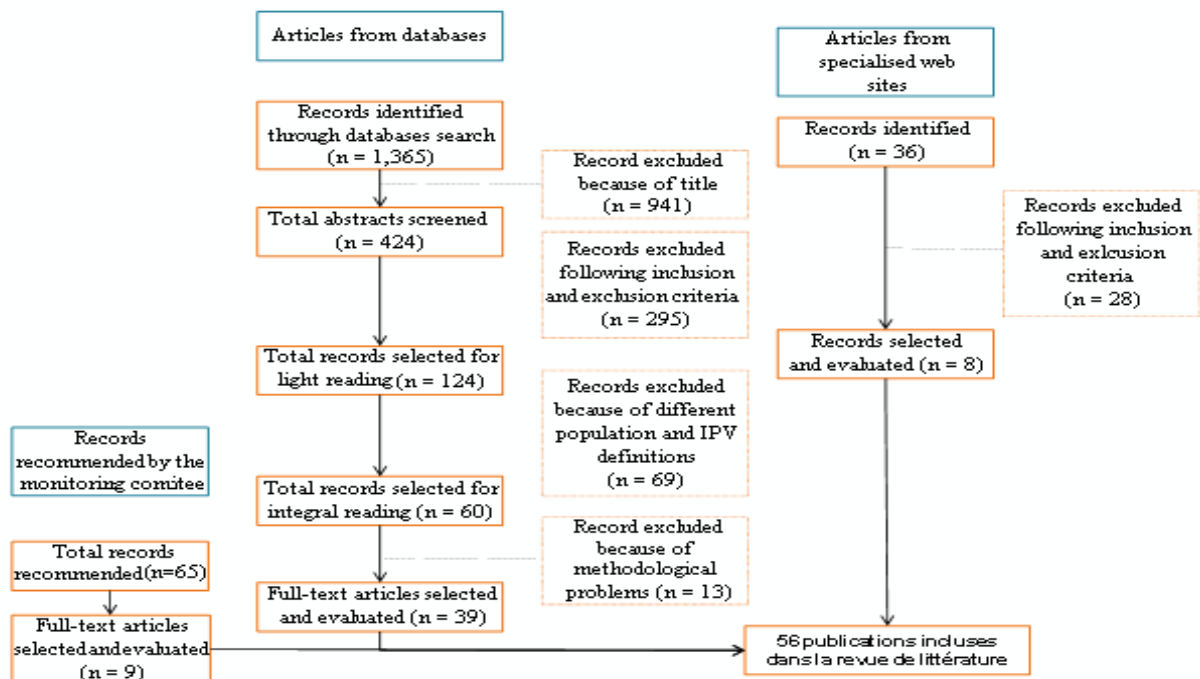 Articles from databases
Articles from
specialised web
sites
Records identified
through databases search
(n = 1,365)
Records identified
(n = 36)
Record excluded
because of title
(n = 941)
Total abstracts screened
(n = 424)
Records excluded
following inclusion
and exlcusion
criteria
(n = 28)
Records excluded
following inclusion
and exclusion criteria
(n = 295)
Records selected
and evaluated (n = 8)
Total records selected for
light reading (n = 124)
Records excluded
because of different
population and IPV
definitions
(n = 69)
Records
recommended by the
monitoring comitee
Total records selected for
integral reading (n = 60)
Record excluded
because of
methodological
problems (n = 13)
Total records
recommended (n=65)
Full-text articles selected
and evaluated (n = 39)
Full-text articles
selected and evaluated
(n = 9)
56 publications incluses
dans la revue de littérature